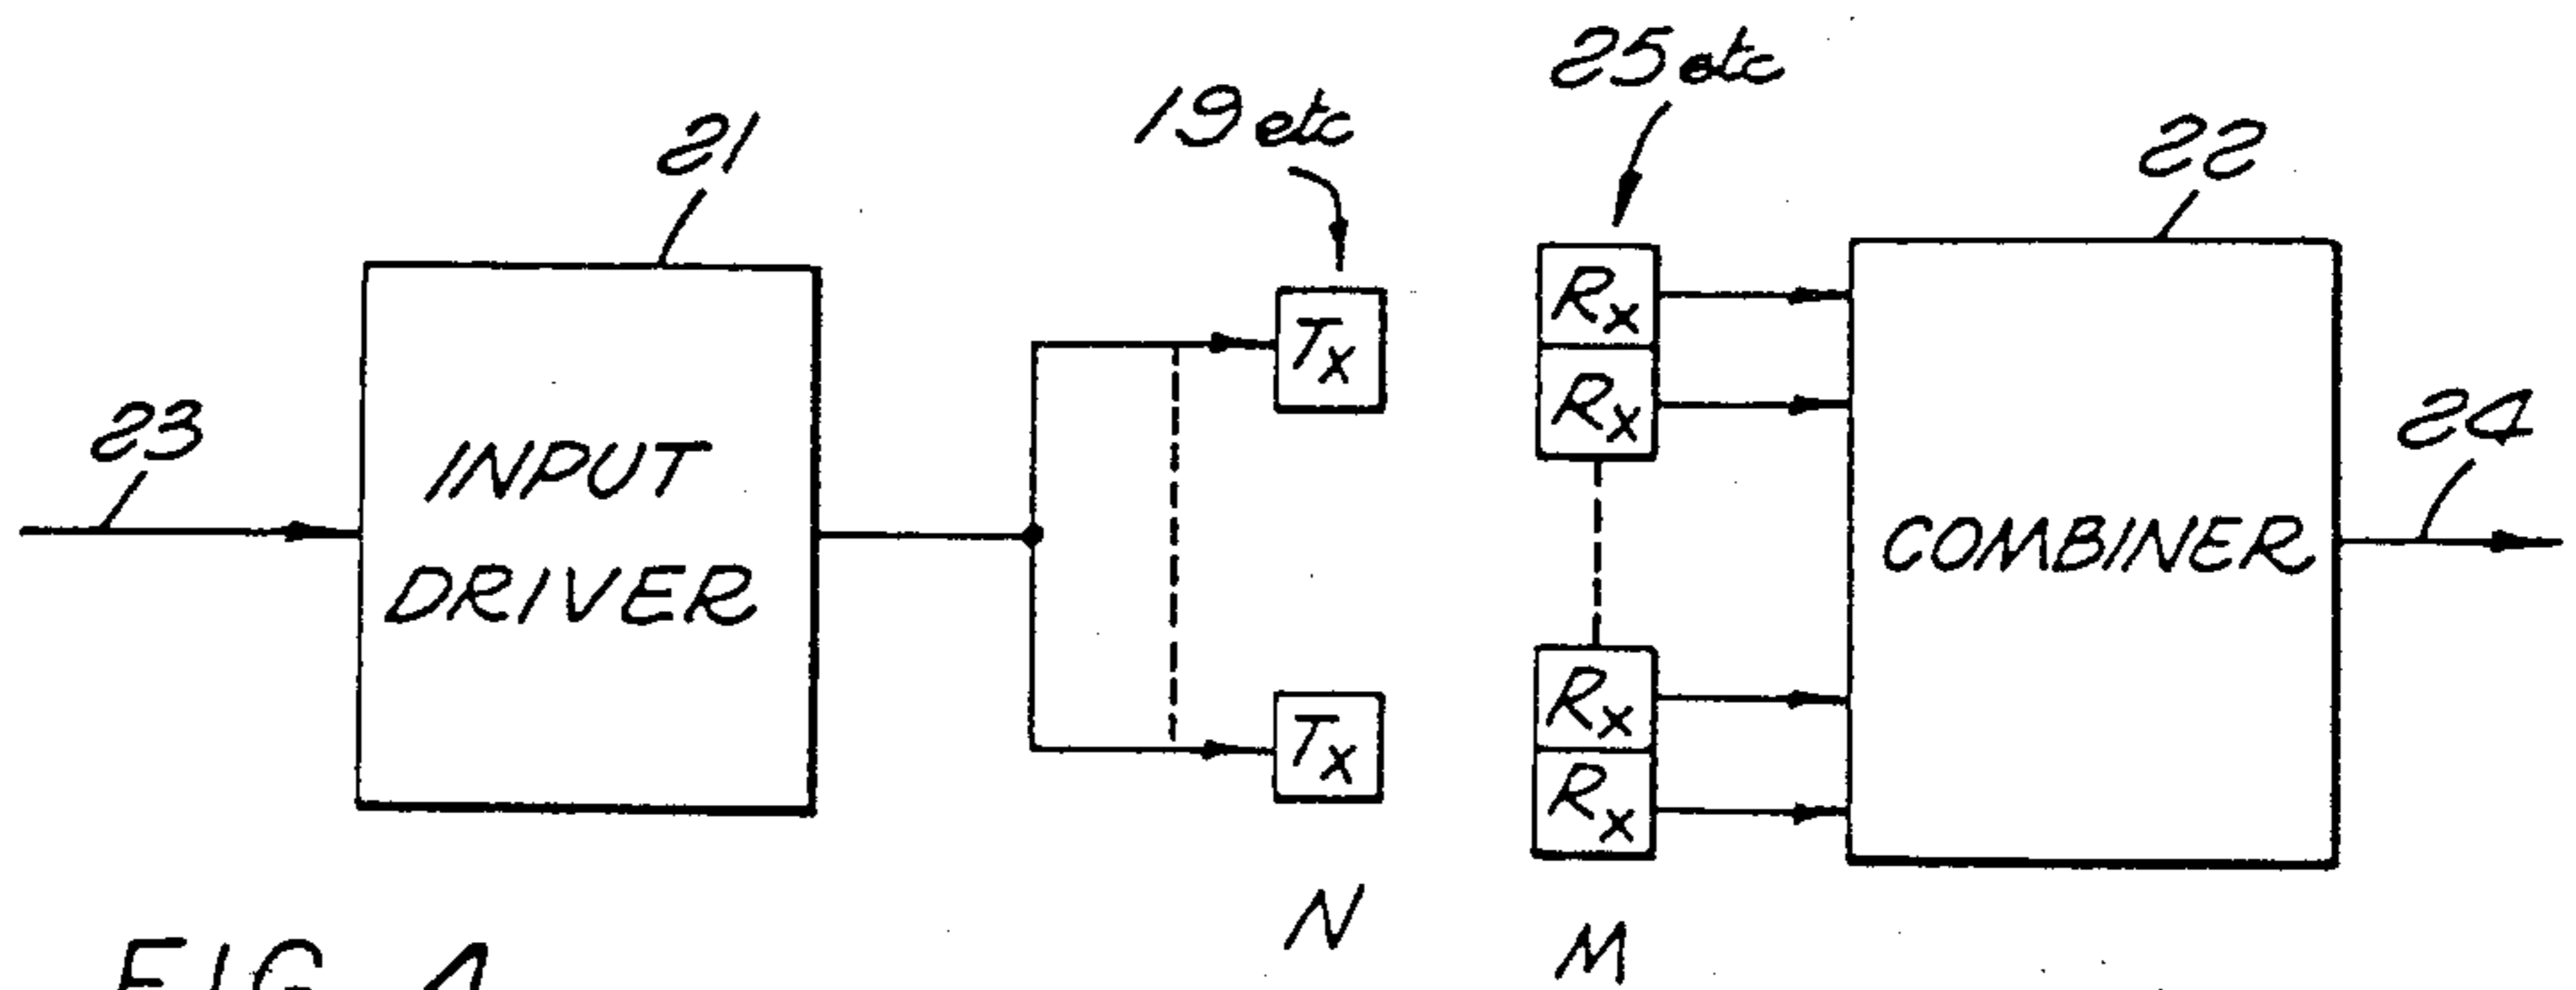 25 etc
19 etc
21
22
23
24
INPUT
DRIVER
Tx
Tx
Rx
Rx
Rx
Rx
COMBINER
N
M
FIG. 4